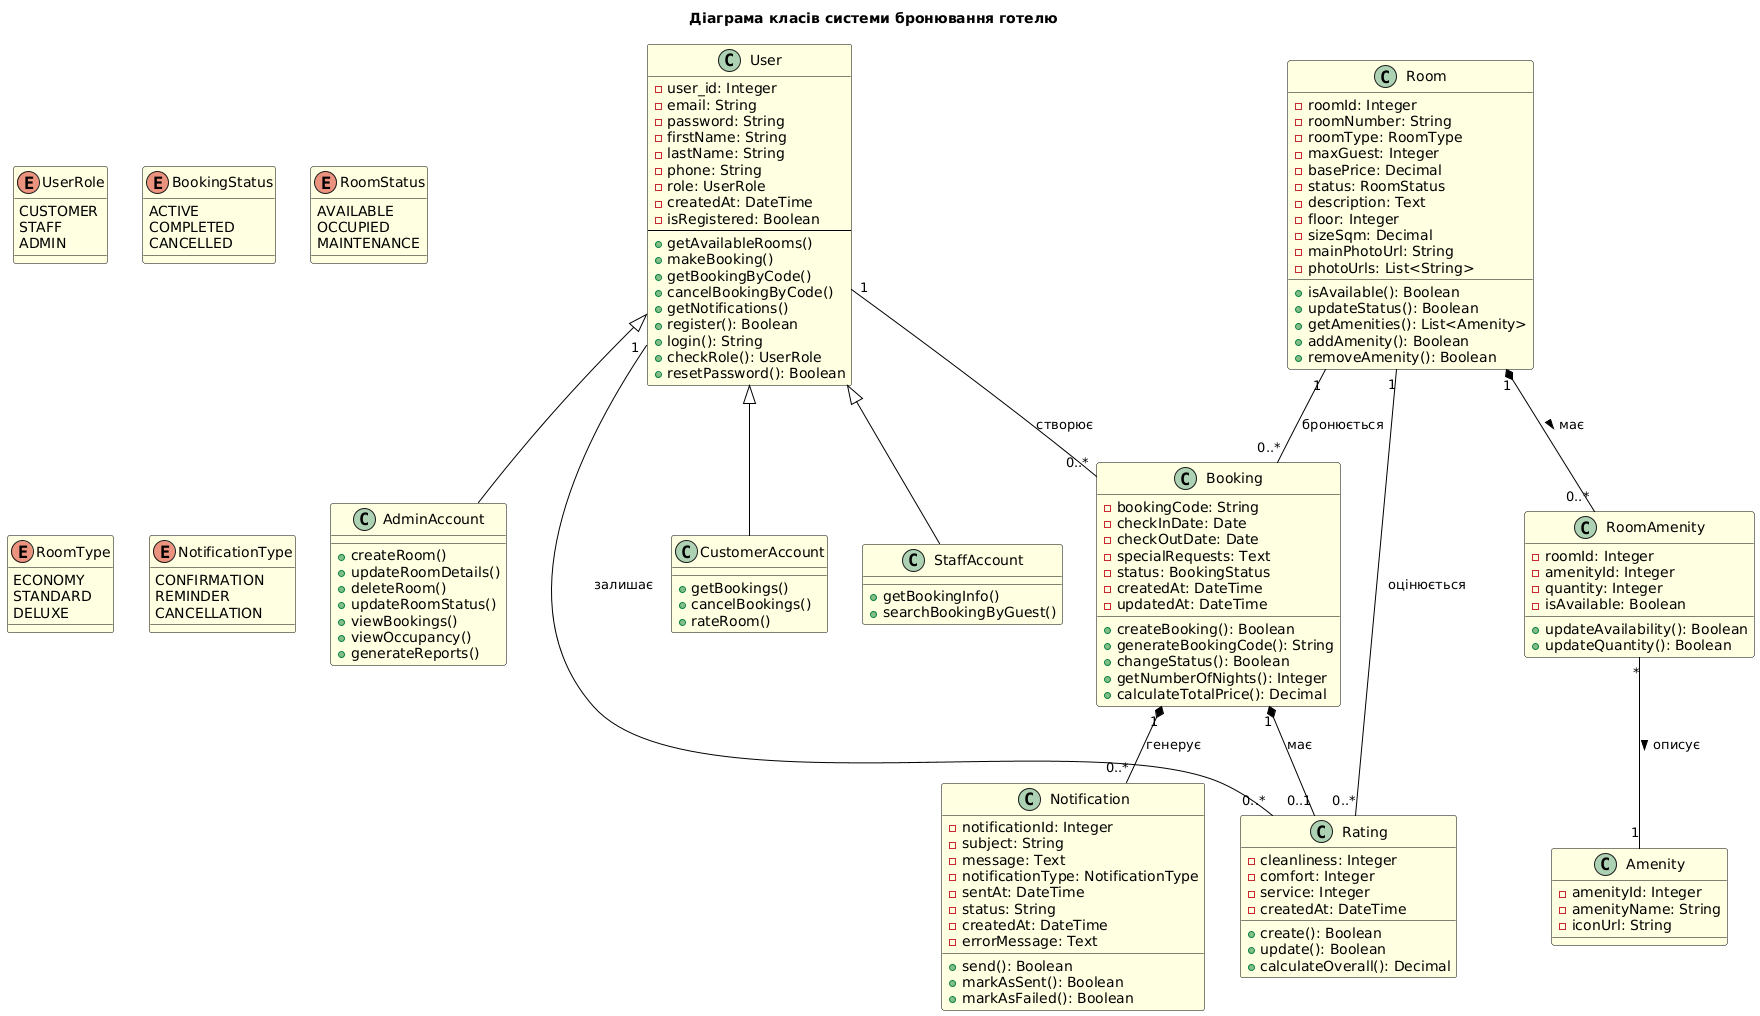 Діаграма класів системи бронювання готелю
C User
user_id: Integer
email: String
password: String
firstName: String
lastName: String
phone: String
role: UserRole
createdAt: DateTime
isRegistered: Boolean
getAvailableRooms()
makeBooking()
getBookingByCode()
cancelBookingByCode()
getNotifications()
register(): Boolean
login(): String
checkRole(): UserRole
resetPassword(): Boolean
C Room
roomId: Integer
roomNumber: String
roomType: RoomType
maxGuest: Integer
basePrice: Decimal
status: RoomStatus
description: Text
floor: Integer
sizeSqm: Decimal
mainPhotoUrl: String
photoUrls: List<String>
isAvailable(): Boolean
updateStatus(): Boolean
getAmenities(): List<Amenity>
addAmenity(): Boolean
removeAmenity(): Boolean
E UserRole
CUSTOMER
STAFF
ADMIN
E BookingStatus
ACTIVE
COMPLETED
CANCELLED
E RoomStatus
AVAILABLE
OCCUPIED
MAINTENANCE
1
1
1
1
1
створює
бронюється
має
0..*
0..*
0..*
E RoomType
ECONOMY
STANDARD
DELUXE
E NotificationType
CONFIRMATION
REMINDER
CANCELLATION
C AdminAccount
createRoom()
updateRoomDetails()
deleteRoom()
updateRoomStatus()
viewBookings()
viewOccupancy()
generateReports()
залишає
C CustomerAccount
getBookings()
cancelBookings()
rateRoom()
C StaffAccount
getBookingInfo()
searchBookingByGuest()
C Booking
bookingCode: String
checkInDate: Date
checkOutDate: Date
specialRequests: Text
status: BookingStatus
createdAt: DateTime
updatedAt: DateTime
createBooking(): Boolean
generateBookingCode(): String
changeStatus(): Boolean
getNumberOfNights(): Integer
calculateTotalPrice(): Decimal
оцінюється
C RoomAmenity
roomId: Integer
amenityId: Integer
quantity: Integer
isAvailable: Boolean
updateAvailability(): Boolean
updateQuantity(): Boolean
*
1
1
генерує
має
описує
0..*
0..*
0..1
0..*
1
C Notification
notificationId: Integer
subject: String
message: Text
notificationType: NotificationType
sentAt: DateTime
status: String
createdAt: DateTime
errorMessage: Text
send(): Boolean
markAsSent(): Boolean
markAsFailed(): Boolean
C Rating
cleanliness: Integer
comfort: Integer
service: Integer
createdAt: DateTime
create(): Boolean
update(): Boolean
calculateOverall(): Decimal
C Amenity
amenityId: Integer
amenityName: String
iconUrl: String